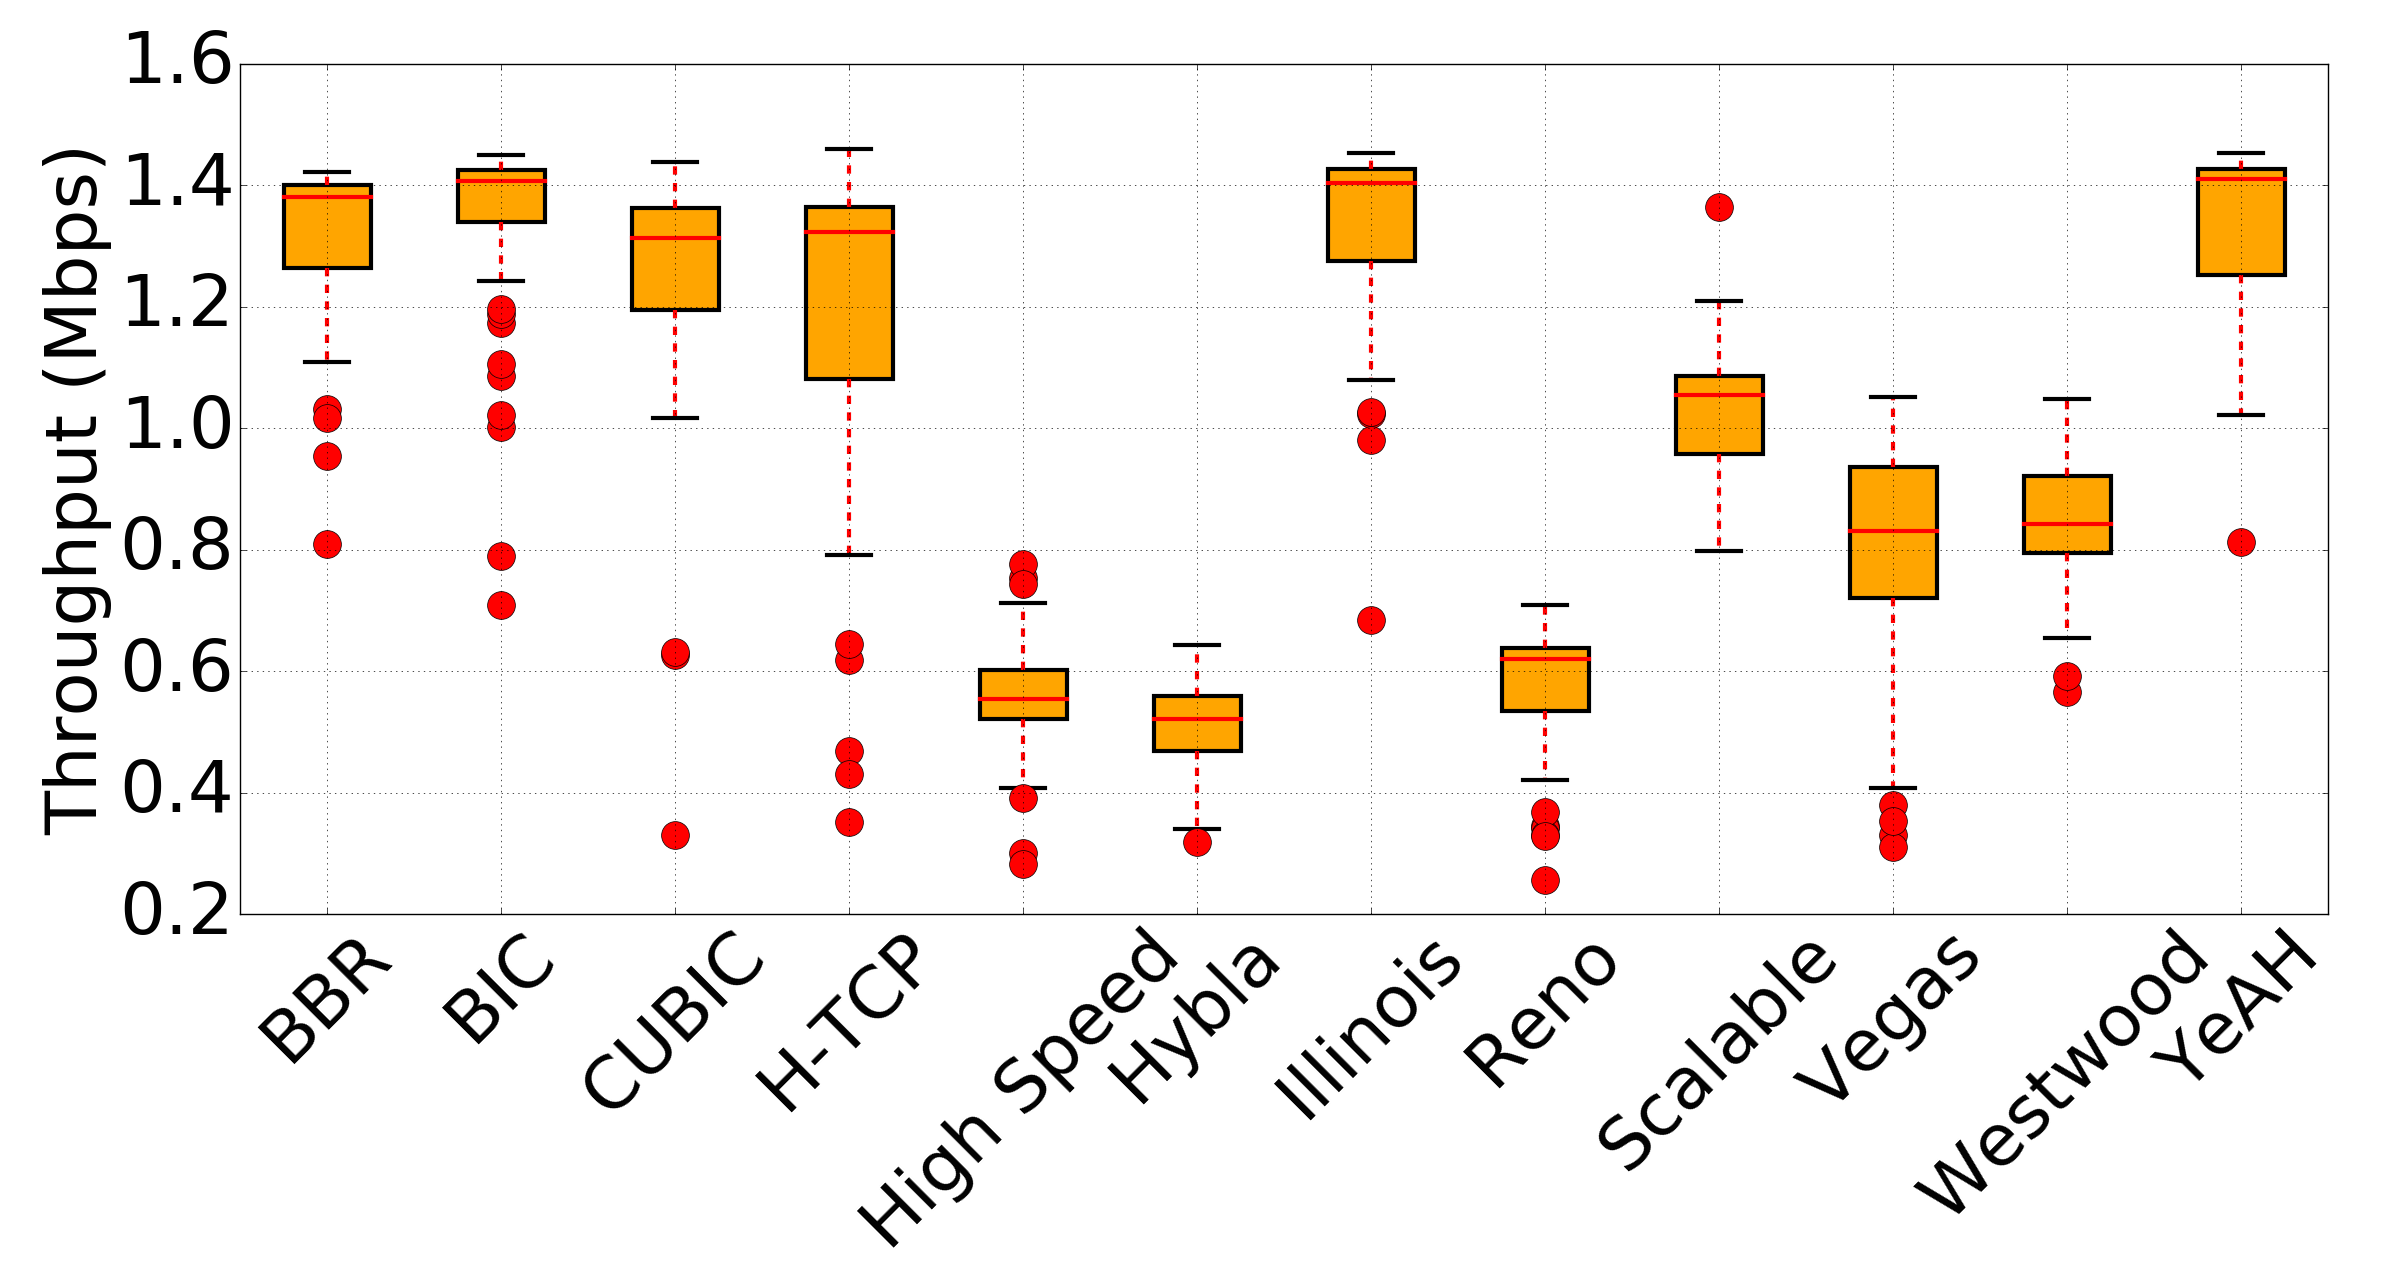 Throughput (Mbps)
1.6
1.4
1.2
1.0
0.8
0.6
0.4
0.2
BBR
BIC
CUBIC
H-TCP
High Speed
Hybla
Illinois
Reno
Scalable
Vegas
Westwood
YeAH